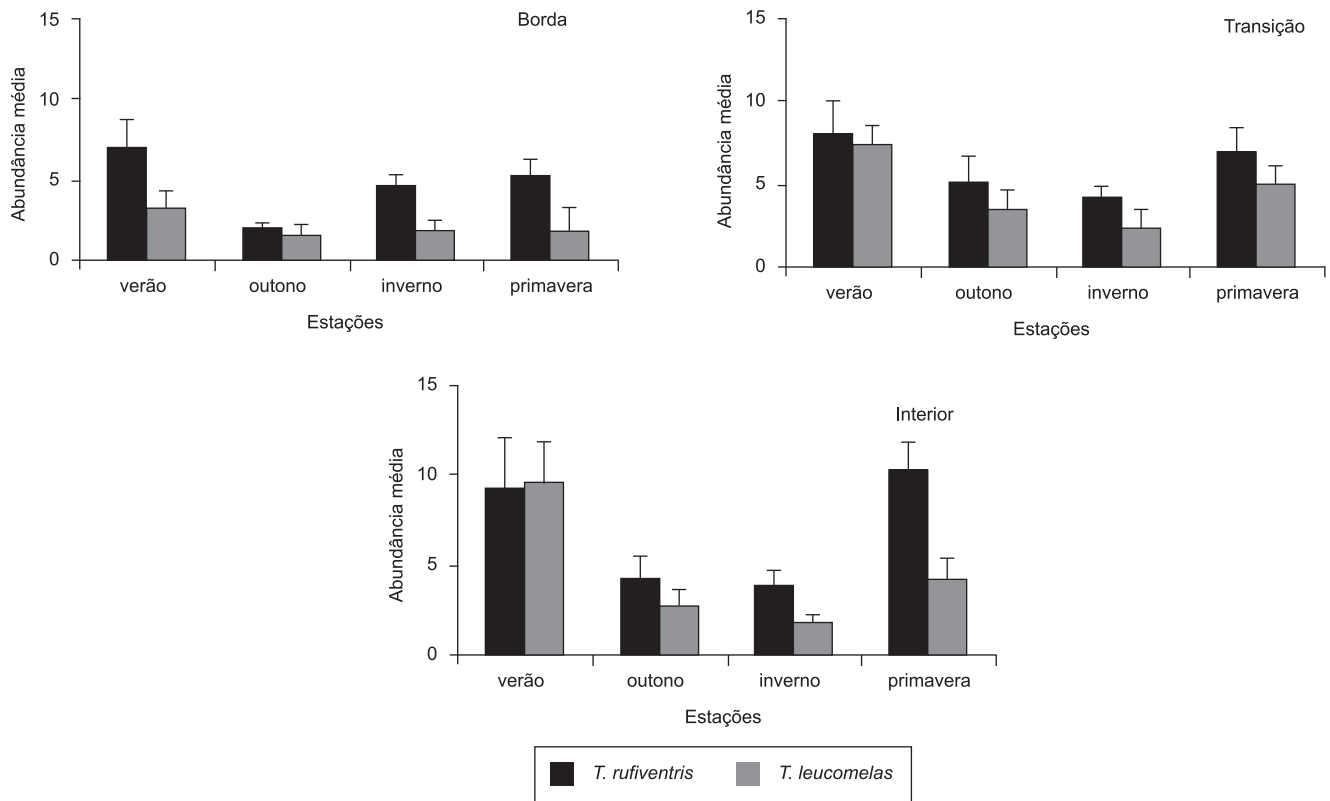 Borda
Abundância média
15
10
5
0
verão outono inverno primavera
Estações
Transição
Abundância média
15
10
5
0
verão outono inverno primavera
Estações
Interior
Abundância média
15
10
5
0
verão outono inverno primavera
Estações
T. rufiventris T. leucomelas